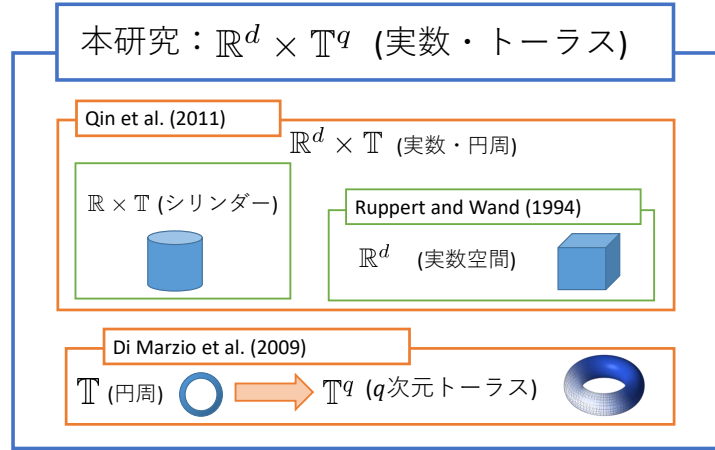 本研究：ℝ^d × 𝕋^q (実数・トーラス)
Qin et al. (2011)
ℝ^d × 𝕋 (実数・円周)
ℝ × 𝕋 (シリンダー)
Ruppert and Wand (1994)
ℝ^d (実数空間)
Di Marzio et al. (2009)
𝕋 (円周)
𝕋^q (q次元トーラス)